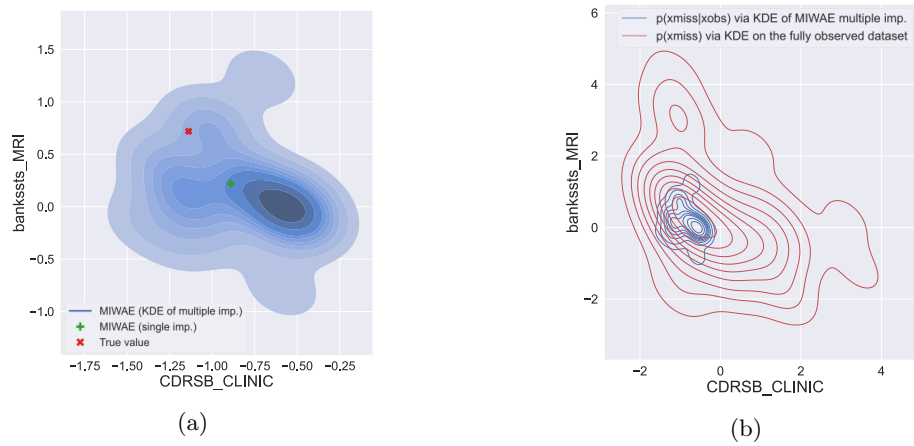 1.5
1.0
0.5
0.0
−0.5
−1.0
bankssts_MRI
MIWAE (KDE of multiple imp.)
MIWAE (single imp.)
True value
−1.75 −1.50 −1.25 −1.00 −0.75 −0.50 −0.25
CDRSB_CLINIC
(a)
6
4
2
0
−2
bankssts_MRI
p(xmiss|xobs) via KDE of MIWAE multiple imp.
p(xmiss) via KDE on the fully observed dataset
−2 0 2 4
CDRSB_CLINIC
(b)